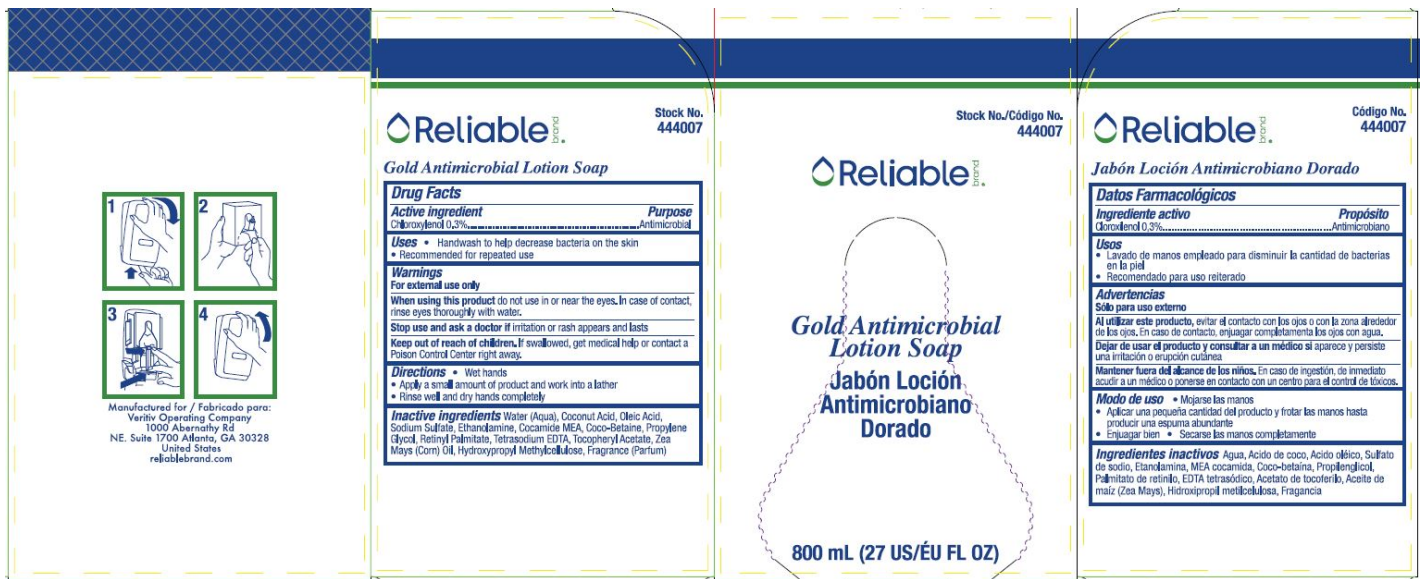 1
2
3
4
Manufactured for / Fabricado para:
Veritiv Operating Company
1000 Abernathy Rd
NE. Suite 1700 Atlanta, GA 30328
United States
reliablebrand.com
Stock No.
444007
Reliable brand
Gold Antimicrobial Lotion Soap
Drug Facts
Active ingredient Purpose
Chloroxylenol 0.3%........................................................Antimicrobial
Uses • Handwash to help decrease bacteria on the skin
• Recommended for repeated use
Warnings
For external use only
When using this product do not use in or near the eyes. In case of contact,
rinse eyes thoroughly with water.
Stop use and ask a doctor if irritation or rash appears and lasts
Keep out of reach of children. If swallowed, get medical help or contact a
Poison Control Center right away.
Directions • Wet hands
• Apply a small amount of product and work into a lather
• Rinse well and dry hands completely
Inactive ingredients Water (Aqua), Coconut Acid, Oleic Acid,
Sodium Sulfate, Ethanolamine, Cocamide MEA, Coco-Betaine, Propylene
Glycol, Retinyl Palmitate, Tetrasodium EDTA, Tocopheryl Acetate, Zea
Mays (Corn) Oil, Hydroxypropyl Methylcellulose, Fragrance (Parfum)
Stock No./Código No.
444007
Reliable brand
Gold Antimicrobial
Lotion Soap
Jabón Loción
Antimicrobiano
Dorado
800 mL (27 US/ÉU FL OZ)
Código No.
444007
Reliable brand
Jabón Loción Antimicrobiano Dorado
Datos Farmacológicos
Ingrediente activo Propósito
Cloroxilenol 0,3%........................................................Antimicrobiano
Usos
• Lavado de manos empleado para disminuir la cantidad de bacterias
en la piel
• Recomendado para uso reiterado
Advertencias
Sólo para uso externo
Al utilizar este producto, evitar el contacto con los ojos o con la zona alrededor
de los ojos. En caso de contacto, enjuagar completamenta los ojos con agua.
Dejar de usar el producto y consultar a un médico si aparece y persiste
una irritación o erupción cutánea
Mantener fuera del alcance de los niños. En caso de ingestión, de inmediato
acudir a un médico o ponerse en contacto con un centro para el control de tóxicos.
Modo de uso • Mojarse las manos
• Aplicar una pequeña cantidad del producto y frotar las manos hasta
producir una espuma abundante
• Enjuagar bien • Secarse las manos completamente
Ingredientes inactivos Agua, Acido de coco, Acido oléico, Sulfato
de sodio, Etanolamina, MEA cocamida, Coco-betaína, Propilenglicol,
Palmitato de retinilo, EDTA tetrasódico, Acetato de tocoferilo, Aceite de
maíz (Zea Mays), Hidroxipropil metilcelulosa, Fragancia